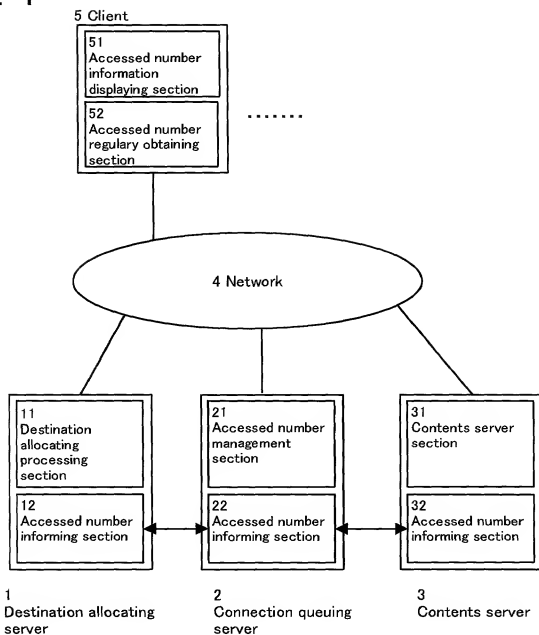 5 Client
51
Accessed number
information
displaying section
52
Accessed number
regulary obtaining
section
.......
4 Network
11
Destination
allocating
processing
section
12
Accessed number
informing section
21
Accessed number
management
section
22
Accessed number
informing section
31
Contents server
section
32
Accessed number
informing section
1
Destination allocating
server
2
Connection queuing
server
3
Contents server